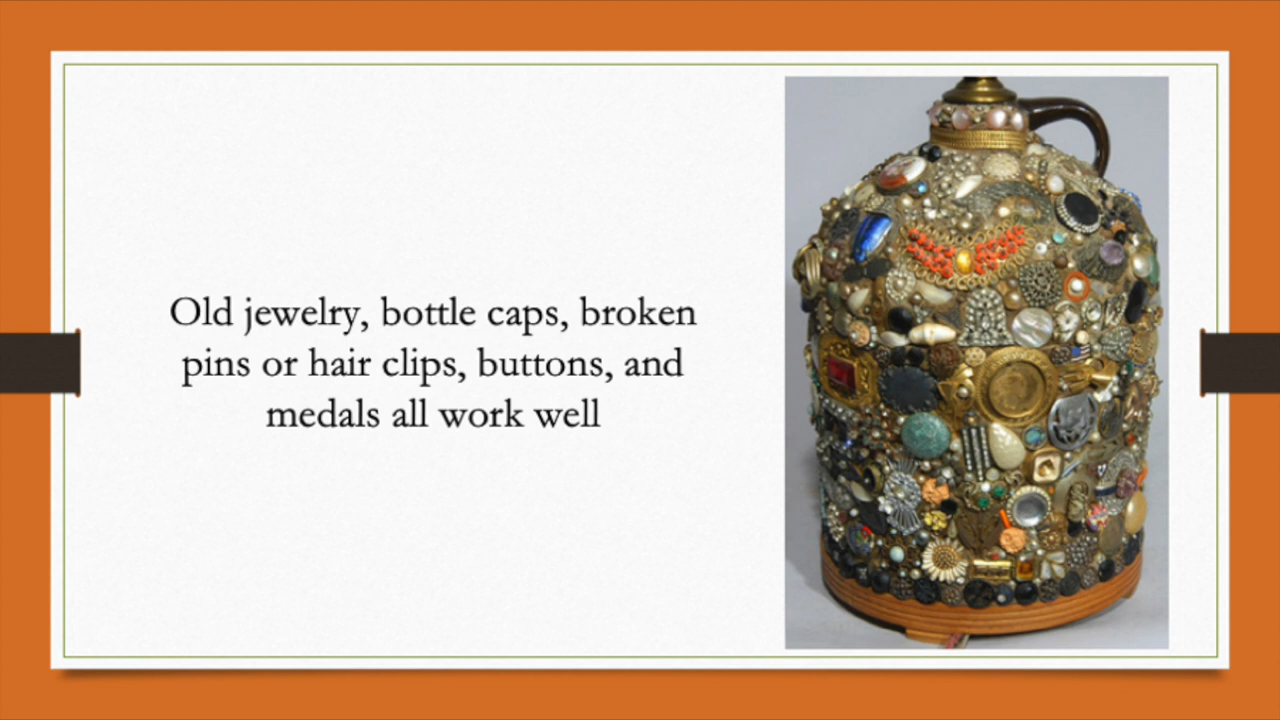 Old jewelry, bottle caps, broken
pins or hair clips, buttons, and
medals all work well